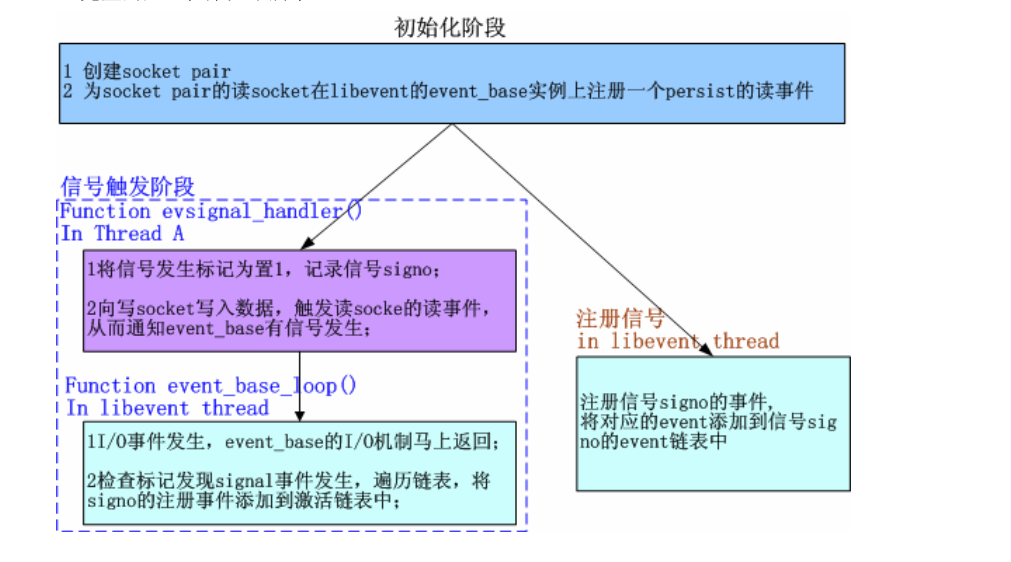 初始化阶段
1 创建socket pair
2 为socket pair的读socket在libevent的event_base实例上注册一个persist的读事件
信号触发阶段
Function evsignal_handler()
In Thread A
1将信号发生标记为置1，记录信号signo；
2向写socket写入数据，触发读socke的读事件，
从而通知event_base有信号发生；
Function event_base_loop()
In libevent thread
1I/O事件发生，event_base的I/O机制马上返回；
2检查标记发现signal事件发生，遍历链表，将
signo的注册事件添加到激活链表中；
注册信号
in libevent thread
注册信号signo的事件,
将对应的event添加到信号sig
no的event链表中